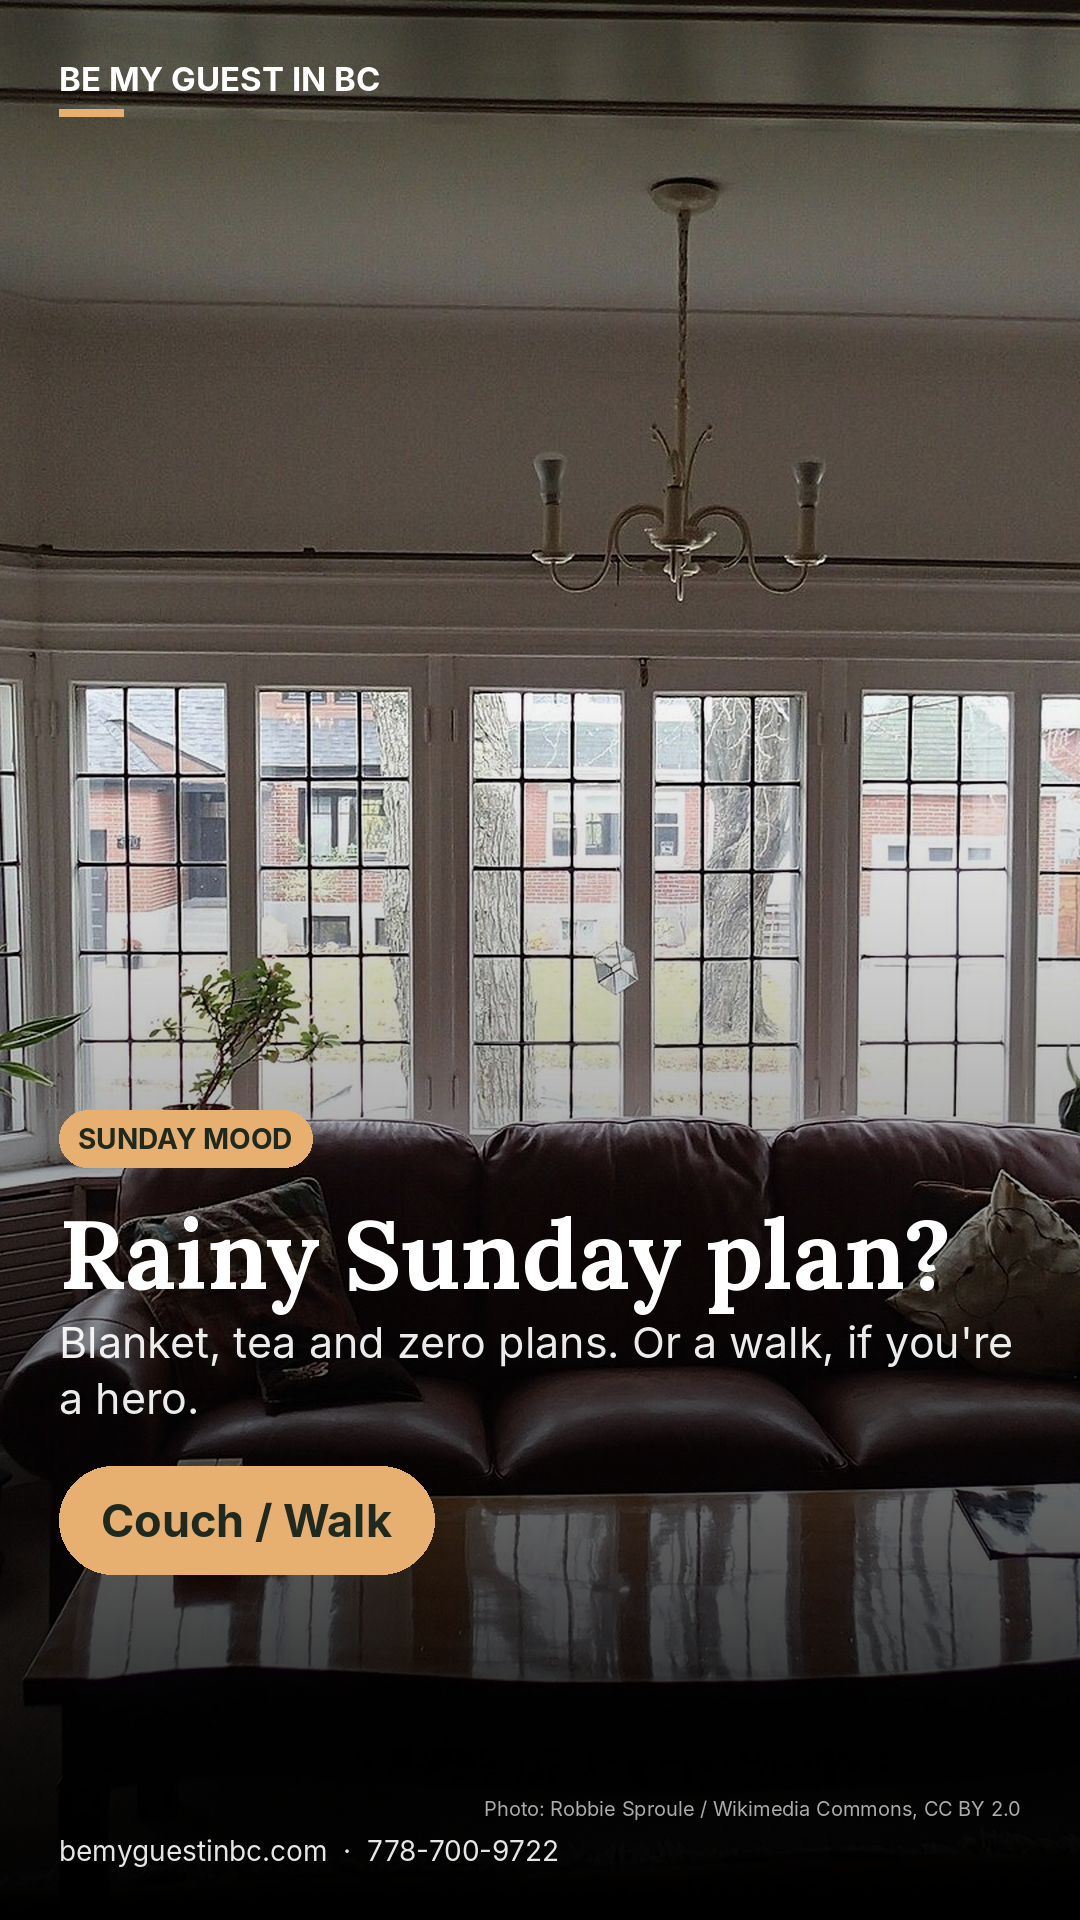 BE MY GUEST IN BC
SUNDAY MOOD
Rainy Sunday plan?
Blanket, tea and zero plans. Or a walk, if you're
a hero.
Couch / Walk
Photo: Robbie Sproule / Wikimedia Commons, CC BY 2.0
bemyguestinbc.com · 778-700-9722